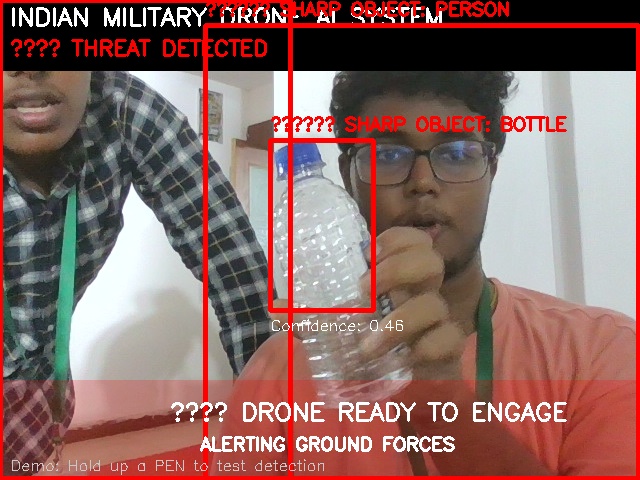 INDIAN MILITARY DRONE AI SYSTEM
?????? SHARP OBJECT: PERSON
???? THREAT DETECTED
?????? SHARP OBJECT: BOTTLE
Confidence: 0.46
???? DRONE READY TO ENGAGE
ALERTING GROUND FORCES
Demo: Hold up a PEN to test detection